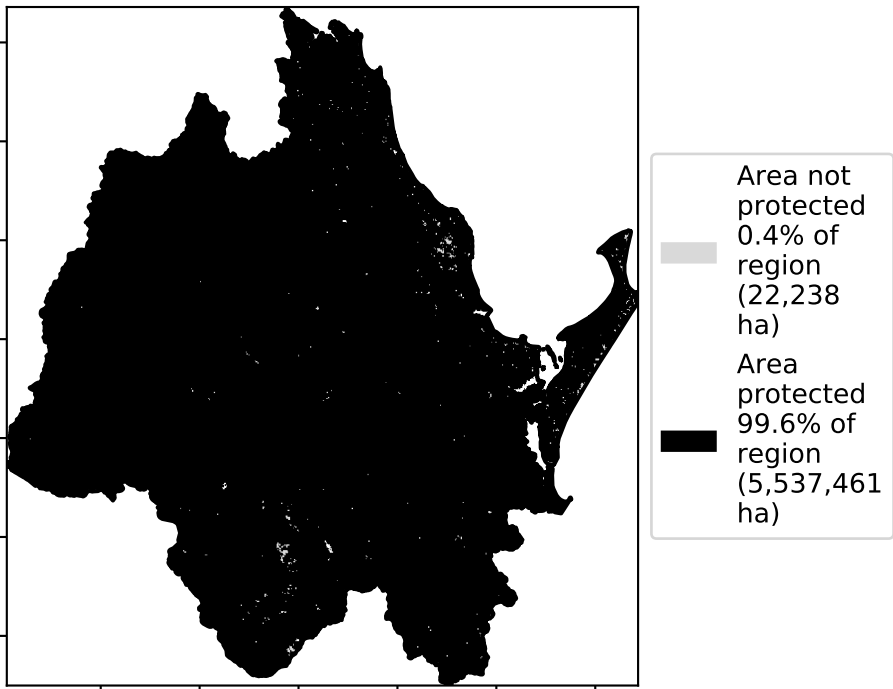 Area not
protected
0.4% of
region
(22,238
ha)
Area
protected
99.6% of
region
(5,537,461
ha)